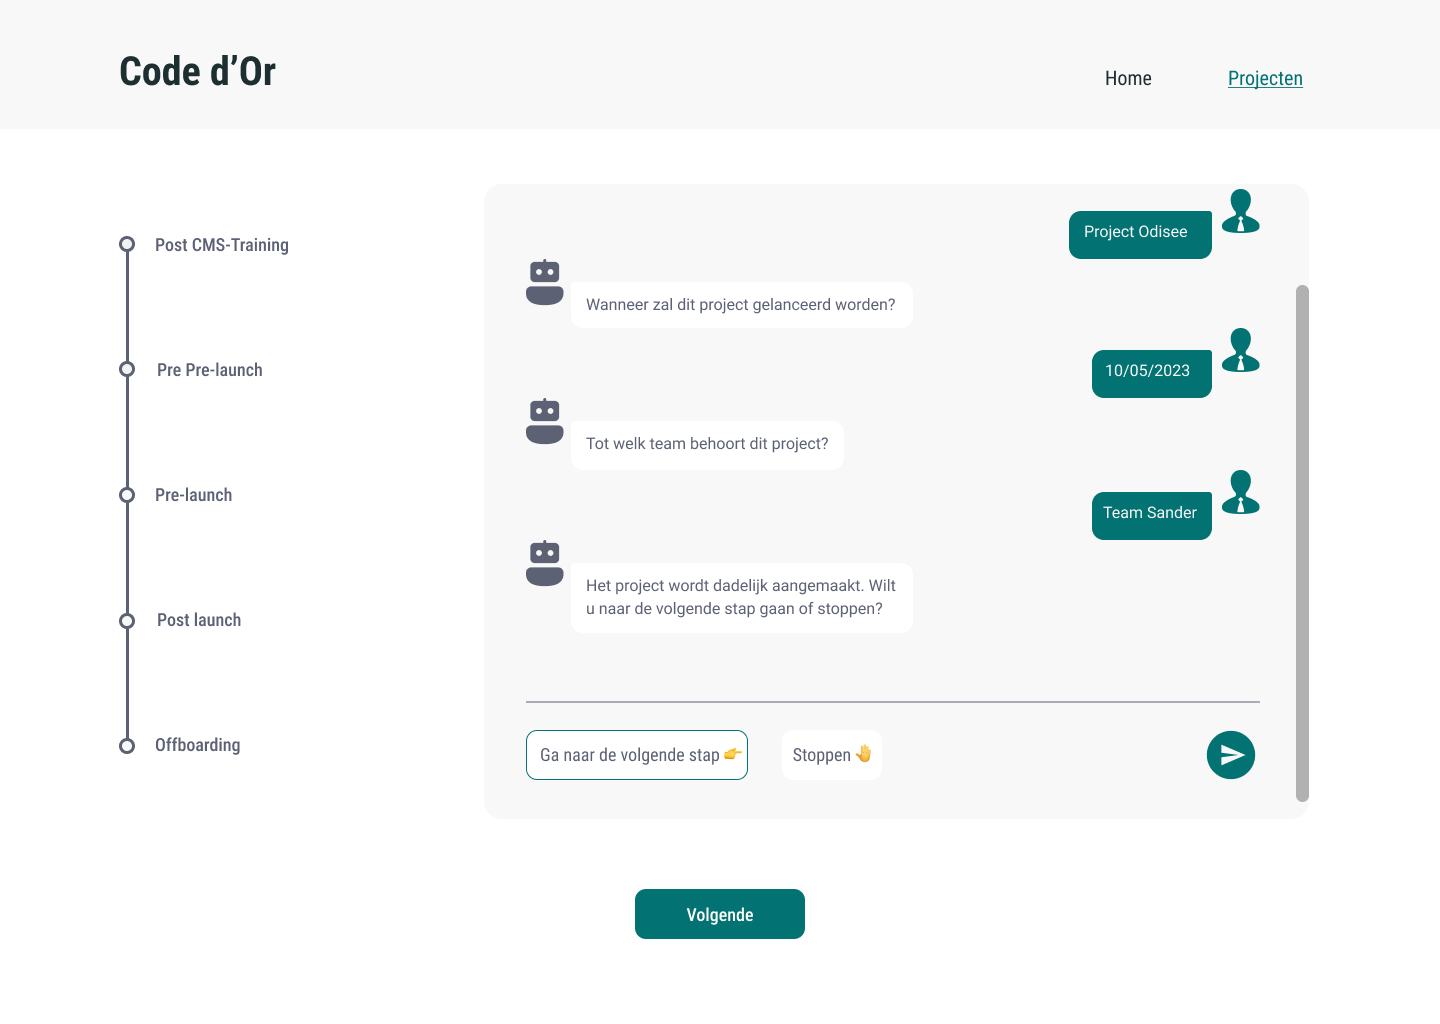 Code d’Or
Home
Projecten
Post CMS-Training
Pre Pre-launch
Pre-launch
Post launch
Offboarding
Project Odisee
Wanneer zal dit project gelanceerd worden?
10/05/2023
Tot welk team behoort dit project?
Team Sander
Het project wordt dadelijk aangemaakt. Wilt
u naar de volgende stap gaan of stoppen?
Ga naar de volgende stap 👉
Stoppen 🤚
Volgende